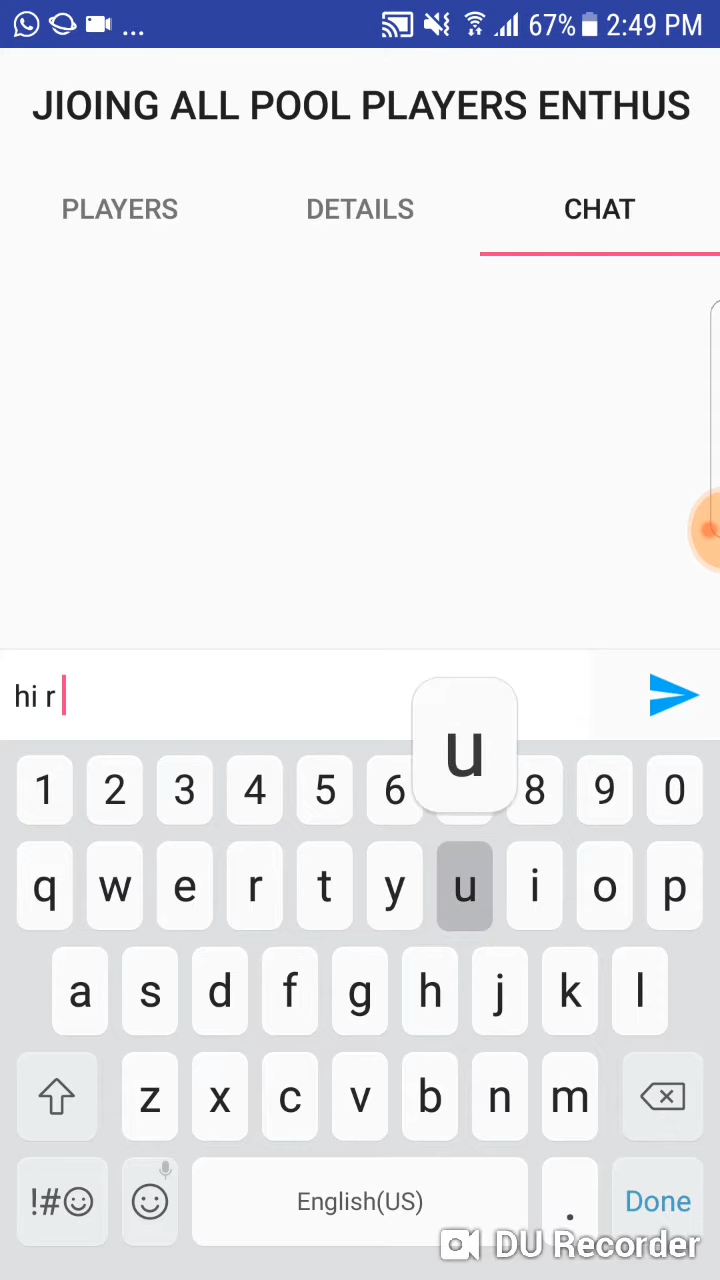 ... 67% 2:49 PM
JIOING ALL POOL PLAYERS ENTHUS
PLAYERS DETAILS CHAT
hi r
u
1 2 3 4 5 6 8 9 0
q w e r t y u i o p
a s d f g h j k l
z x c v b n m
!#☺ English(US) . Done
DU Recorder